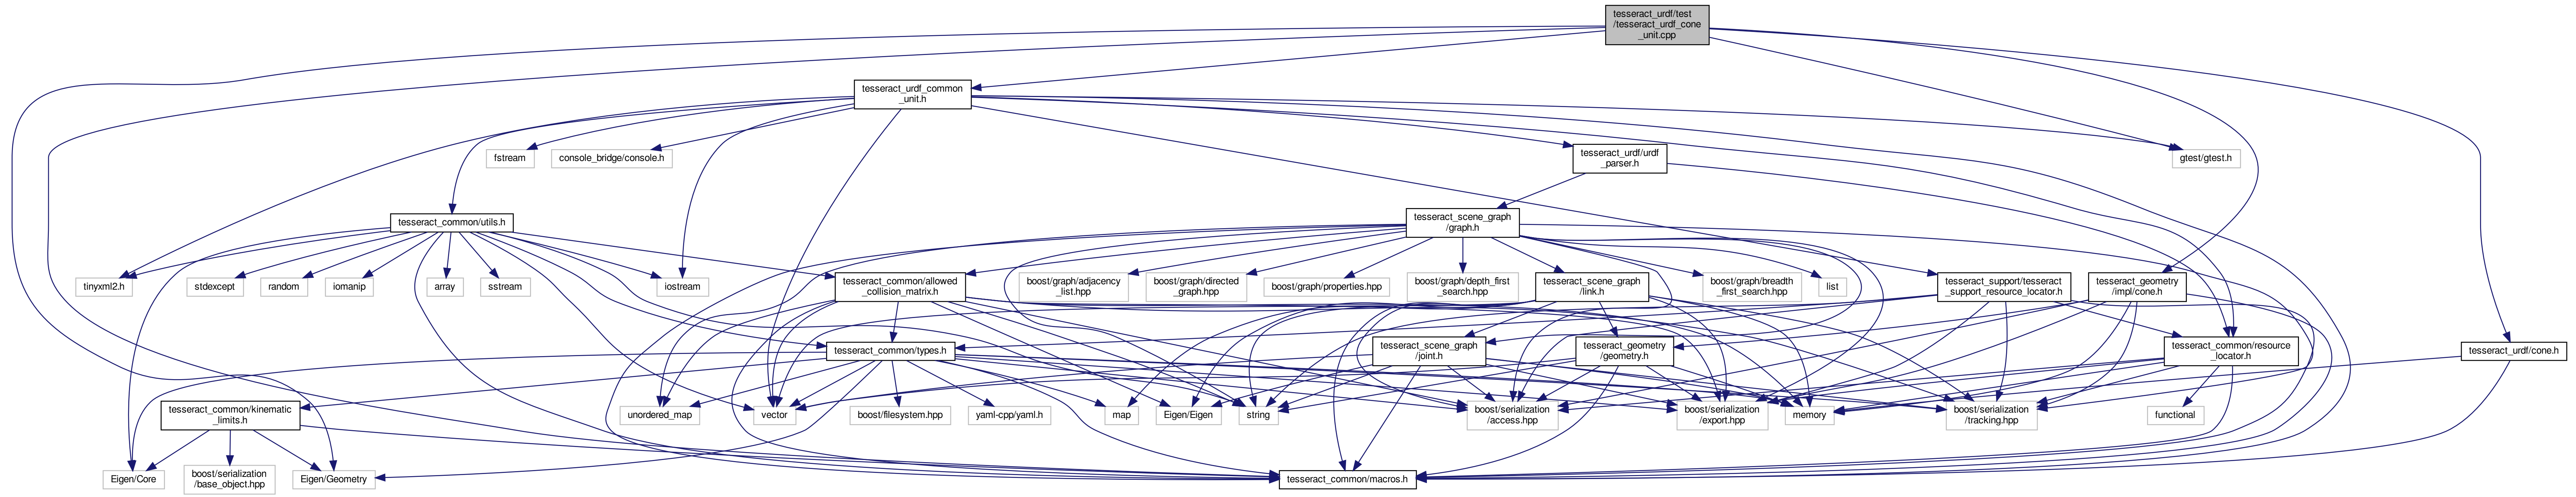 tesseract_urdf/test
/tesseract_urdf_cone
_unit.cpp
tesseract_urdf_common
_unit.h
fstream
console_bridge/console.h
tesseract_urdf/urdf
_parser.h
gtest/gtest.h
tesseract_common/utils.h
tesseract_scene_graph
/graph.h
tinyxml2.h
stdexcept
random
iomanip
array
sstream
iostream
tesseract_common/allowed
_collision_matrix.h
boost/graph/adjacency
_list.hpp
boost/graph/directed
_graph.hpp
boost/graph/properties.hpp
boost/graph/depth_first
_search.hpp
tesseract_scene_graph
/link.h
boost/graph/breadth
_first_search.hpp
list
tesseract_support/tesseract
_support_resource_locator.h
tesseract_geometry
/impl/cone.h
tesseract_common/types.h
tesseract_scene_graph
/joint.h
tesseract_geometry
/geometry.h
tesseract_common/resource
_locator.h
tesseract_urdf/cone.h
tesseract_common/kinematic
_limits.h
unordered_map
vector
boost/filesystem.hpp
yaml-cpp/yaml.h
map
Eigen/Eigen
string
boost/serialization
/access.hpp
boost/serialization
/export.hpp
memory
boost/serialization
/tracking.hpp
functional
Eigen/Core
boost/serialization
/base_object.hpp
Eigen/Geometry
tesseract_common/macros.h